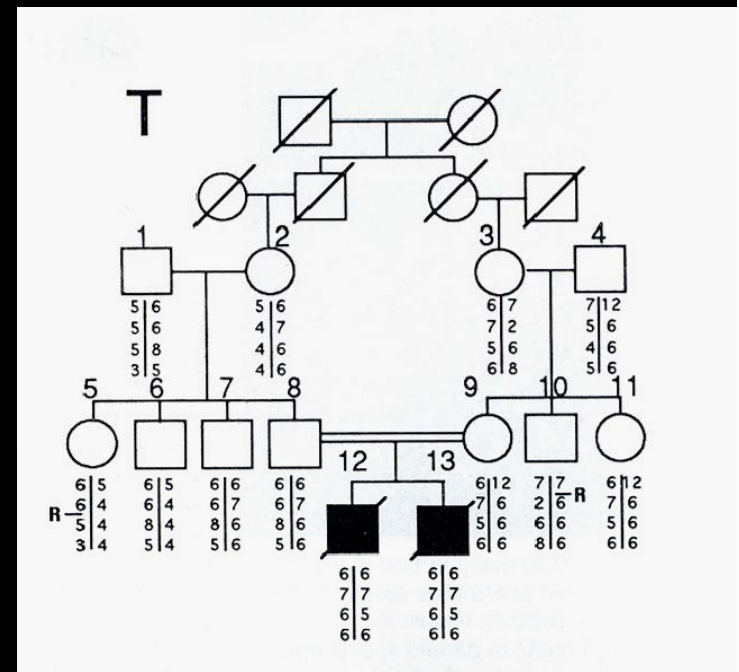 T
1 2 3 4
5 6 5 6 6 7 7 12
5 6 4 7 7 2 5 6
5 8 4 6 5 6 4 6
3 5 4 6 6 8 5 6
5 6 7 8 9 10 11
12 13
6 5 6 5 6 6 6 6 6 12 7 7 6 12
6 4 6 4 6 7 6 7 7 6 2 6 R 7 6
R 5 4 8 4 8 6 8 6 5 6 6 6 5 6
3 4 5 4 5 6 5 6 6 6 8 6 6 6
6 6 6 6
7 7 7 7
6 5 6 5
6 6 6 6